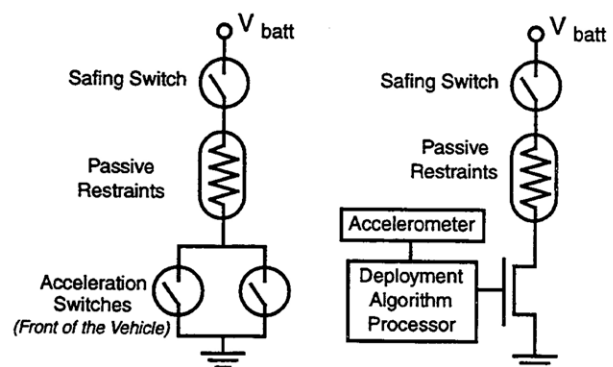 V batt
Safing Switch
Passive
Restraints
Acceleration
Switches
(Front of the Vehicle)
V batt
Safing Switch
Passive
Restraints
Accelerometer
Deployment
Algorithm
Processor